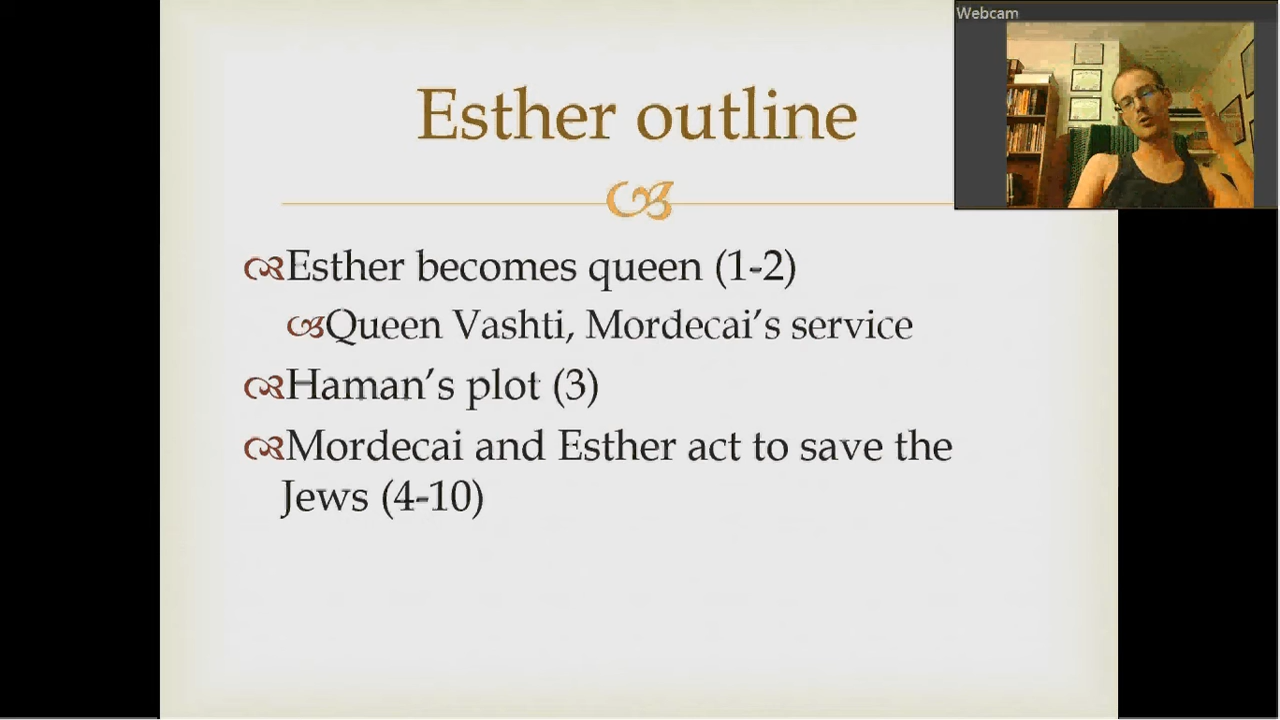 Webcam
Esther outline
Esther becomes queen (1-2)
Queen Vashti, Mordecai’s service
Haman’s plot (3)
Mordecai and Esther act to save the
Jews (4-10)